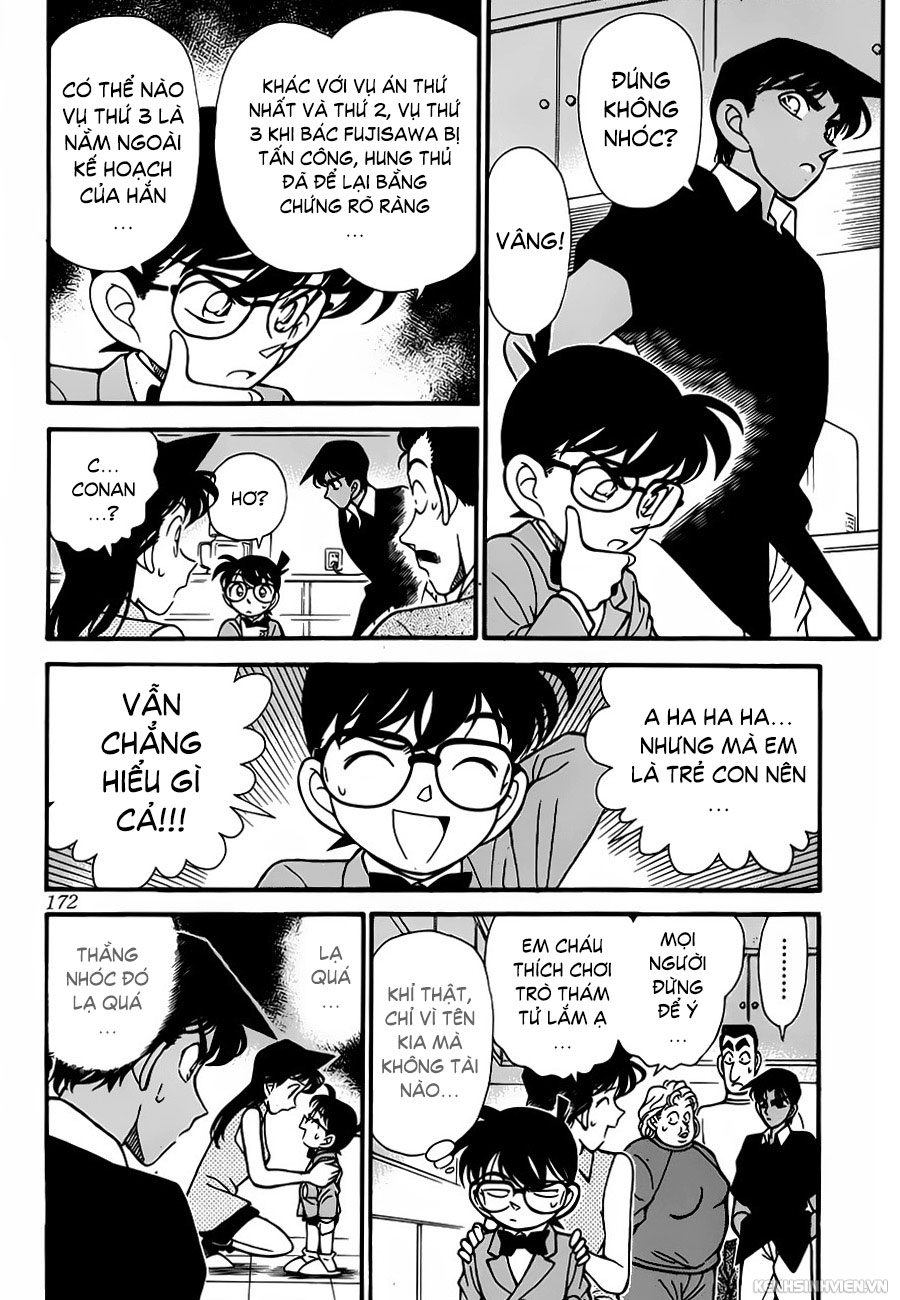 ĐÚNG
KHÔNG
NHÓC?
VÂNG!
KHÁC VỚI VỤ ÁN THỨ
NHẤT VÀ THỨ 2, VỤ THỨ
3 KHI BÁC FUJISAWA BỊ
TẤN CÔNG, HUNG THỦ
ĐÃ ĐỂ LẠI BẰNG
CHỨNG RÕ RÀNG
...
CÓ THỂ NÀO
VỤ THỨ 3 LÀ
NẰM NGOÀI
KẾ HOẠCH
CỦA HẮN
...
HƠ?
C...
CONAN
...?
A HA HA HA...
NHƯNG MÀ EM
LÀ TRẺ CON NÊN
...
VẪN
CHẲNG
HIỂU GÌ
CẢ!!!
172
......
MỌI
NGƯỜI
ĐỪNG
ĐỂ Ý
...
EM CHÁU
THÍCH CHƠI
TRÒ THÁM
TỬ LẮM Ạ
...
KHỈ THẬT,
CHỈ VÌ TÊN
KIA MÀ
KHÔNG TÀI
NÀO...
LẠ
QUÁ
...
THẰNG
NHÓC ĐÓ
LẠ QUÁ
...
KENHSINHVIEN.VN